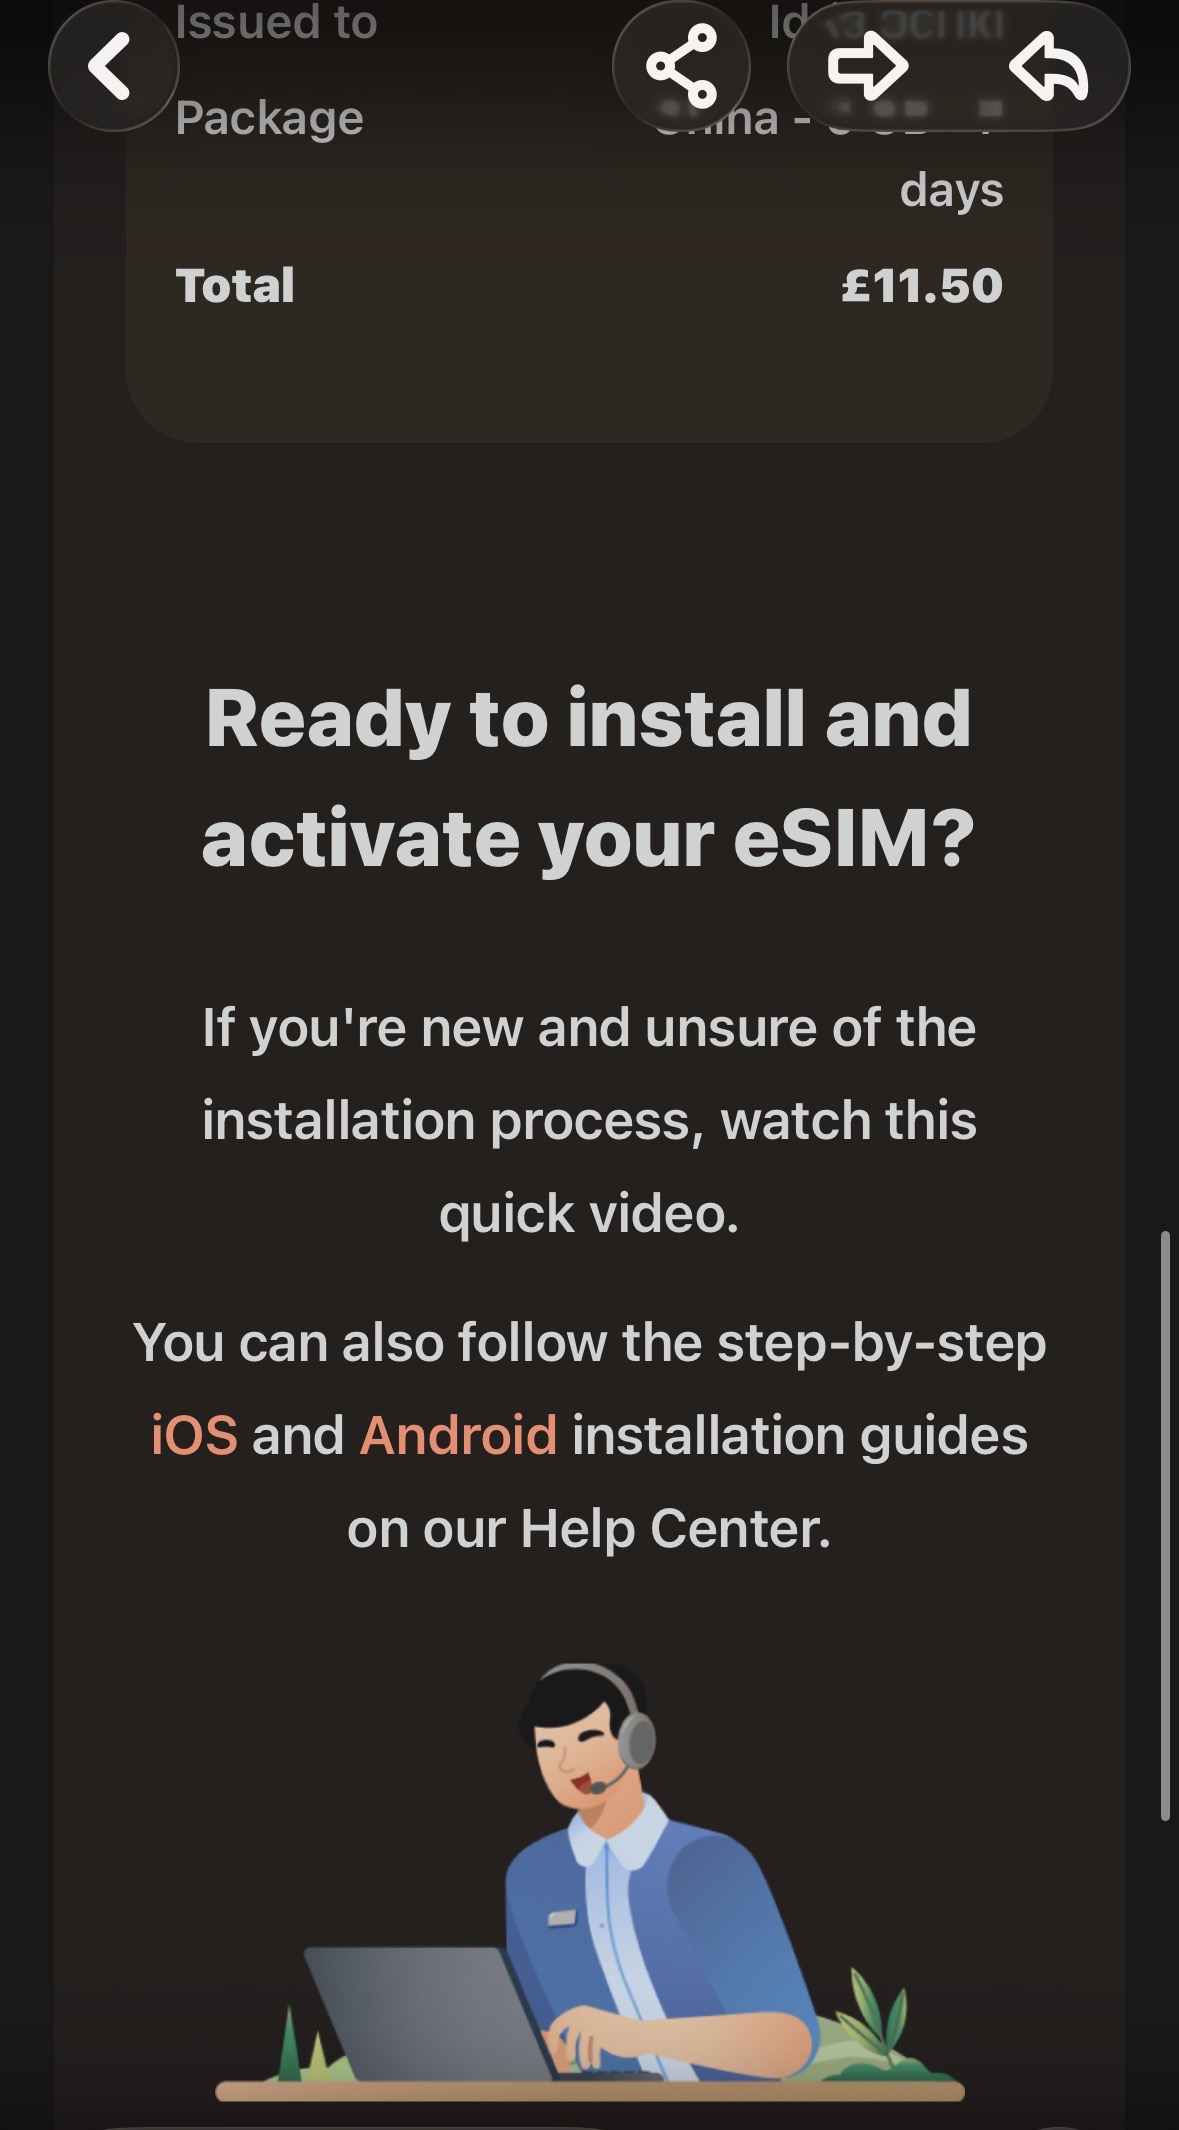 Issued to
Package
China -
days
Total £11.50
Ready to install and
activate your eSIM?
If you're new and unsure of the
installation process, watch this
quick video.
You can also follow the step-by-step
iOS and Android installation guides
on our Help Center.